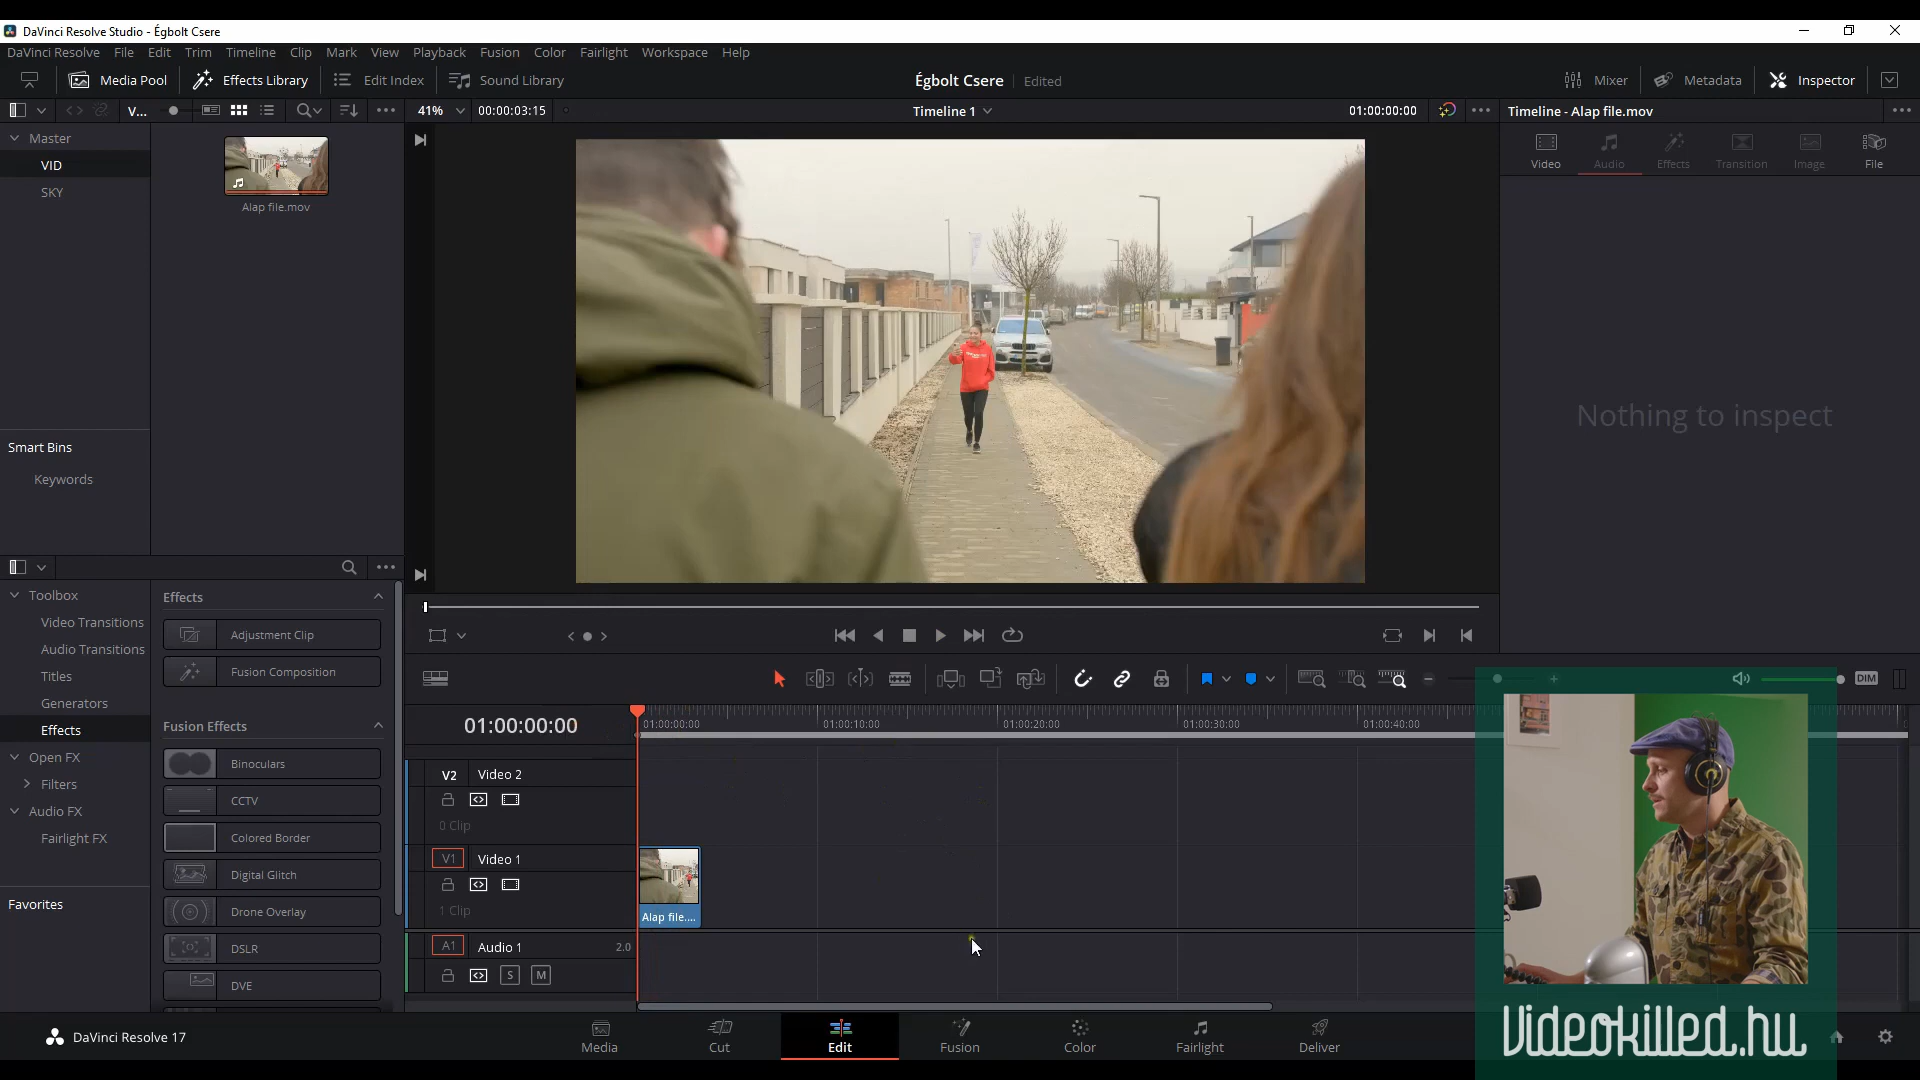 DaVinci Resolve Studio - Égbolt Csere
DaVinci Resolve File Edit Trim Timeline Clip Mark View Playback Fusion Color Fairlight Workspace Help
Media Pool Effects Library Edit Index Sound Library Égbolt Csere Edited Mixer Metadata Inspector
V... 41% 00:00:03:15 Timeline 1 01:00:00:00 Timeline - Alap file.mov
Master
VID
SKY
Alap file.mov
Video Audio Effects Transition Image File
Nothing to inspect
Smart Bins
Keywords
Toolbox
Video Transitions
Audio Transitions
Titles
Generators
Effects
Open FX
Filters
Audio FX
Fairlight FX
Favorites
Effects
Adjustment Clip
Fusion Composition
Fusion Effects
Binoculars
CCTV
Colored Border
Digital Glitch
Drone Overlay
DSLR
DVE
DIM
01:00:00:00 01:00:00:00 01:00:10:00 01:00:20:00 01:00:30:00 01:00:40:00
V2 Video 2
0 Clip
V1 Video 1
1 Clip
Alap file....
A1 Audio 1 2.0
S M
DaVinci Resolve 17
Media Cut Edit Fusion Color Fairlight Deliver
Videokilled.hu